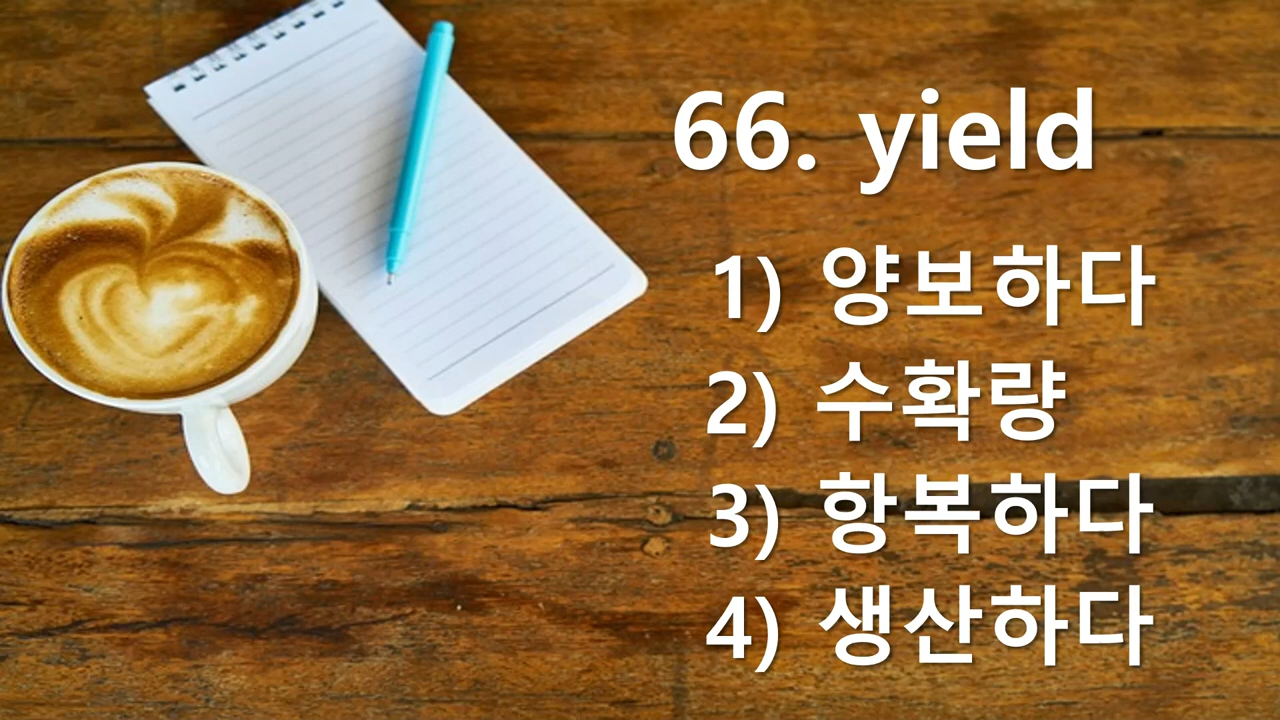 66. yield
1) 양보하다
2) 수확량
3) 항복하다
4) 생산하다